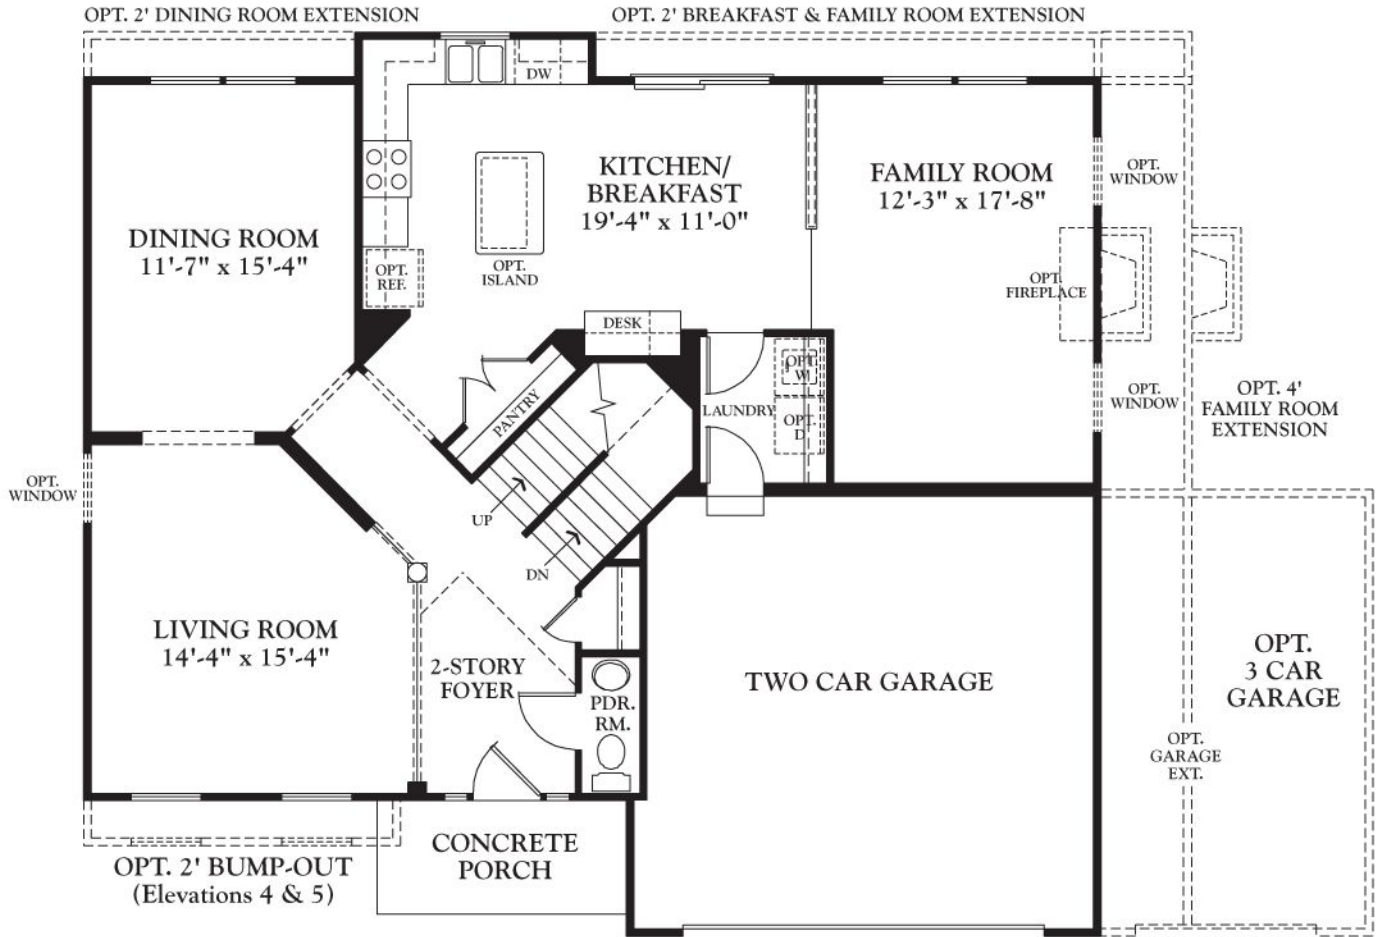 OPT. 2' DINING ROOM EXTENSION
OPT. 2' BREAKFAST & FAMILY ROOM EXTENSION
DW
KITCHEN/
BREAKFAST
19'-4" x 11'-0"
FAMILY ROOM
12'-3" x 17'-8"
OPT.
WINDOW
DINING ROOM
11'-7" x 15'-4"
OPT.
REF.
OPT.
ISLAND
OPT.
FIREPLACE
DESK
OPT.
W
LAUNDRY
OPT.
D
PANTRY
OPT.
WINDOW
OPT. 4'
FAMILY ROOM
EXTENSION
OPT.
WINDOW
UP
DN
LIVING ROOM
14'-4" x 15'-4"
2-STORY
FOYER
PDR.
RM.
TWO CAR GARAGE
OPT.
3 CAR
GARAGE
OPT.
GARAGE
EXT.
CONCRETE
PORCH
OPT. 2' BUMP-OUT
(Elevations 4 & 5)